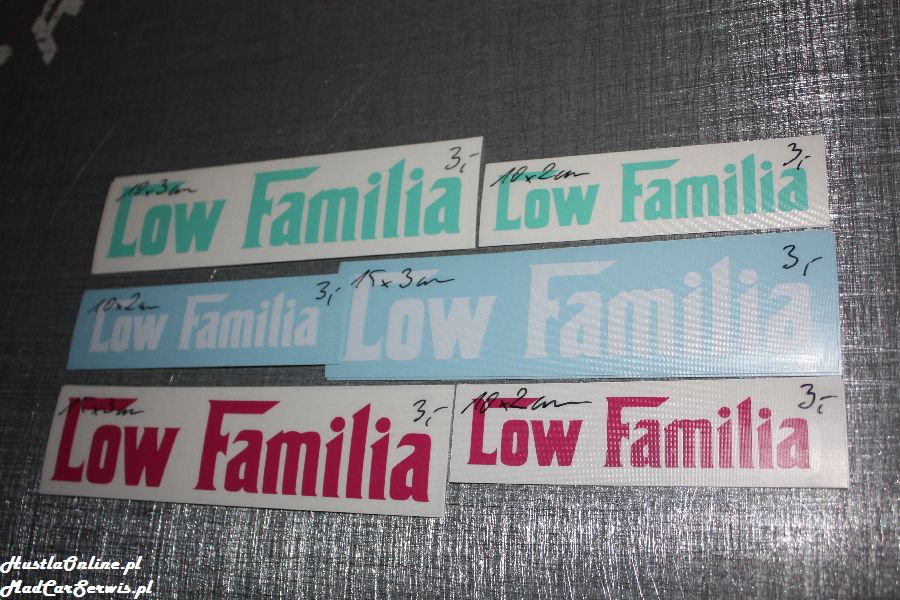 10x3cm 3,-
Low Familia
10x2cm 3,-
Low Familia
10x2cm 3,-
Low Familia
15x3cm 3,-
Low Familia
15x3cm 3,-
Low Familia
10x2cm 3,-
Low Familia
HustlaOnline.pl
MadCarSerwis.pl